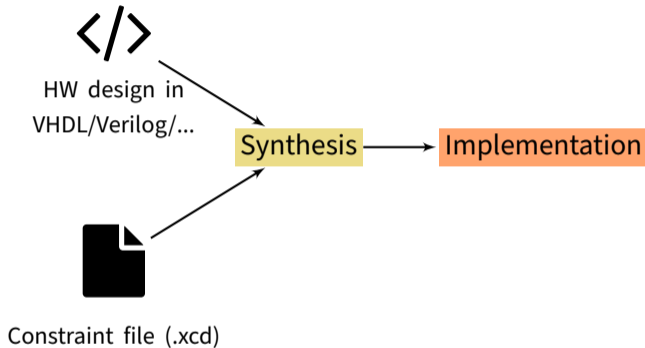 </>
HW design in
VHDL/Verilog/...
Synthesis
Implementation
Constraint file (.xcd)